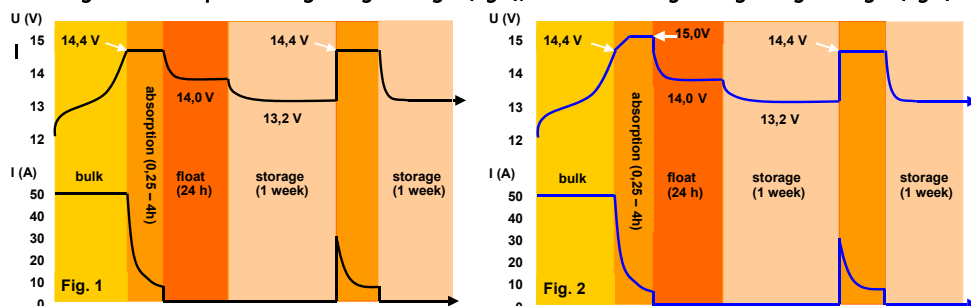 U (V)
15
14,4 V
14,4 V
14
14,0 V
13
13,2 V
12
absorption (0,25 – 4h)
I (A)
bulk
float
(24 h)
storage
(1 week)
storage
(1 week)
50
40
30
20
10
0
Fig. 1
U (V)
15
14,4 V
15,0V
14,4 V
14
14,0 V
13
13,2 V
12
absorption (0,25 – 4h)
I (A)
bulk
float
(24 h)
storage
(1 week)
storage
(1 week)
50
40
30
20
10
0
Fig. 2